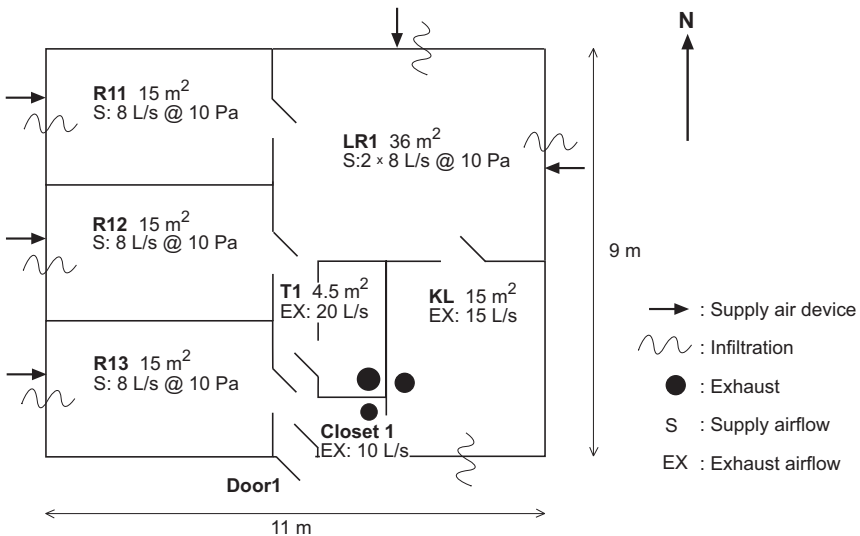 N
R11 15 m²
S: 8 L/s @ 10 Pa
LR1 36 m²
S:2 x 8 L/s @ 10 Pa
R12 15 m²
S: 8 L/s @ 10 Pa
9 m
T1 4.5 m²
EX: 20 L/s
KL 15 m²
EX: 15 L/s
R13 15 m²
S: 8 L/s @ 10 Pa
Closet 1
EX: 10 L/s
Door1
11 m
: Supply air device
: Infiltration
: Exhaust
S : Supply airflow
EX : Exhaust airflow